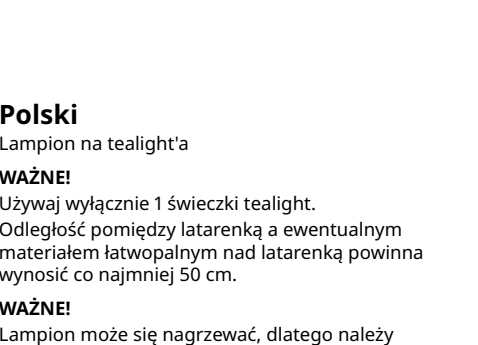 Polski
Lampion na tealight'a
WAŻNE!
Używaj wyłącznie 1 świeczki tealight.
Odległość pomiędzy latarenką a ewentualnym
materiałem łatwopalnym nad latarenką powinna
wynosić co najmniej 50 cm.
WAŻNE!
Lampion może się nagrzewać, dlatego należy